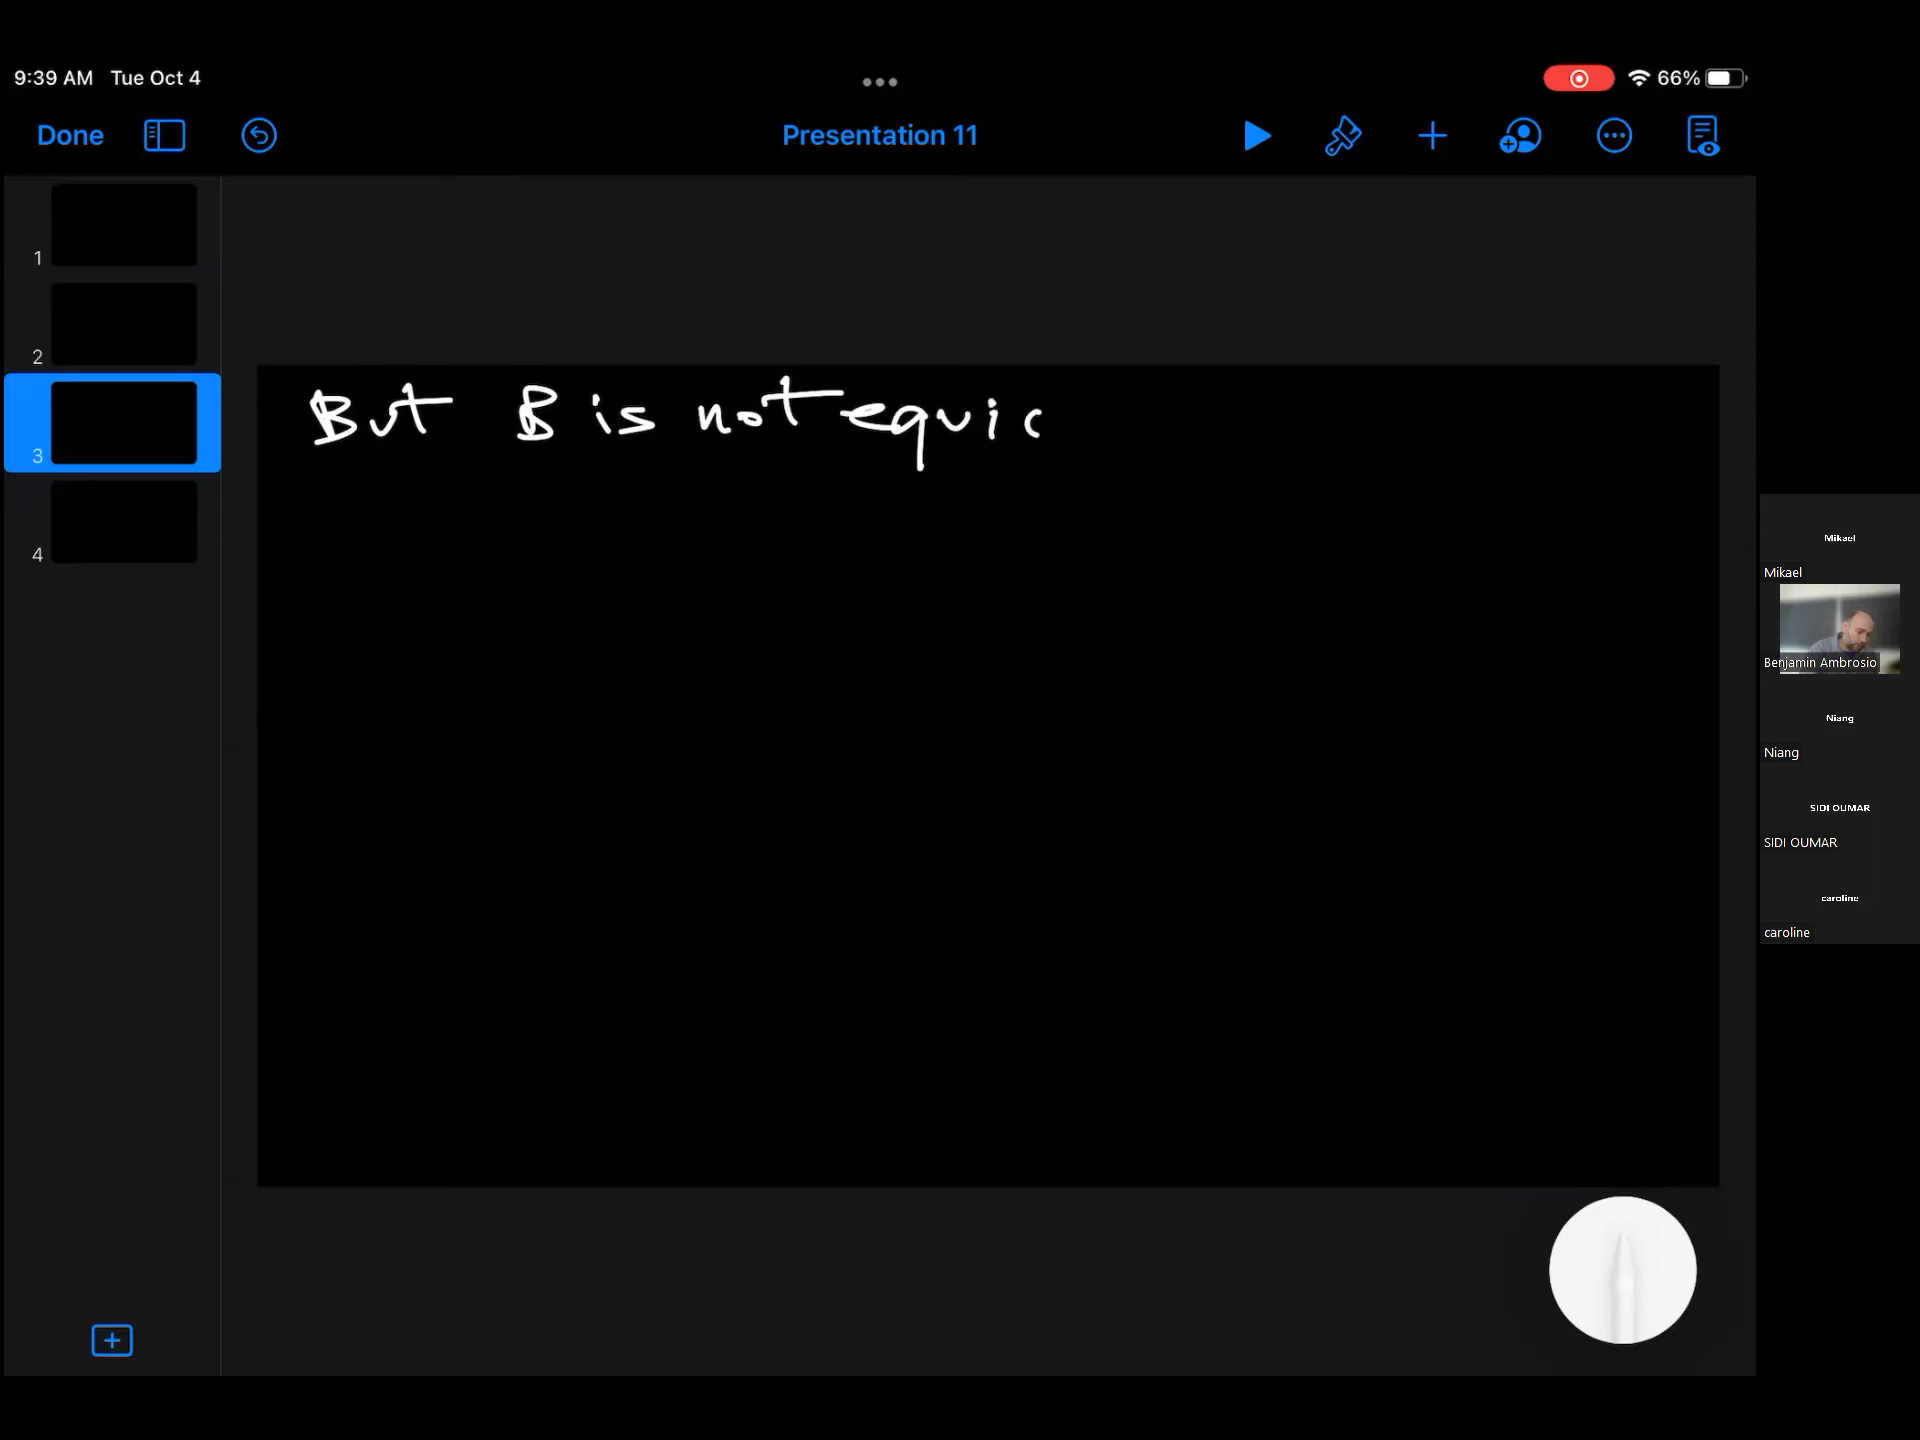 9:39 AM Tue Oct 4
66%
Done
Presentation 11
1
2
3
4
But B is not equic
Mikael
Mikael
Benjamin Ambrosio
Niang
Niang
SIDI OUMAR
SIDI OUMAR
caroline
caroline